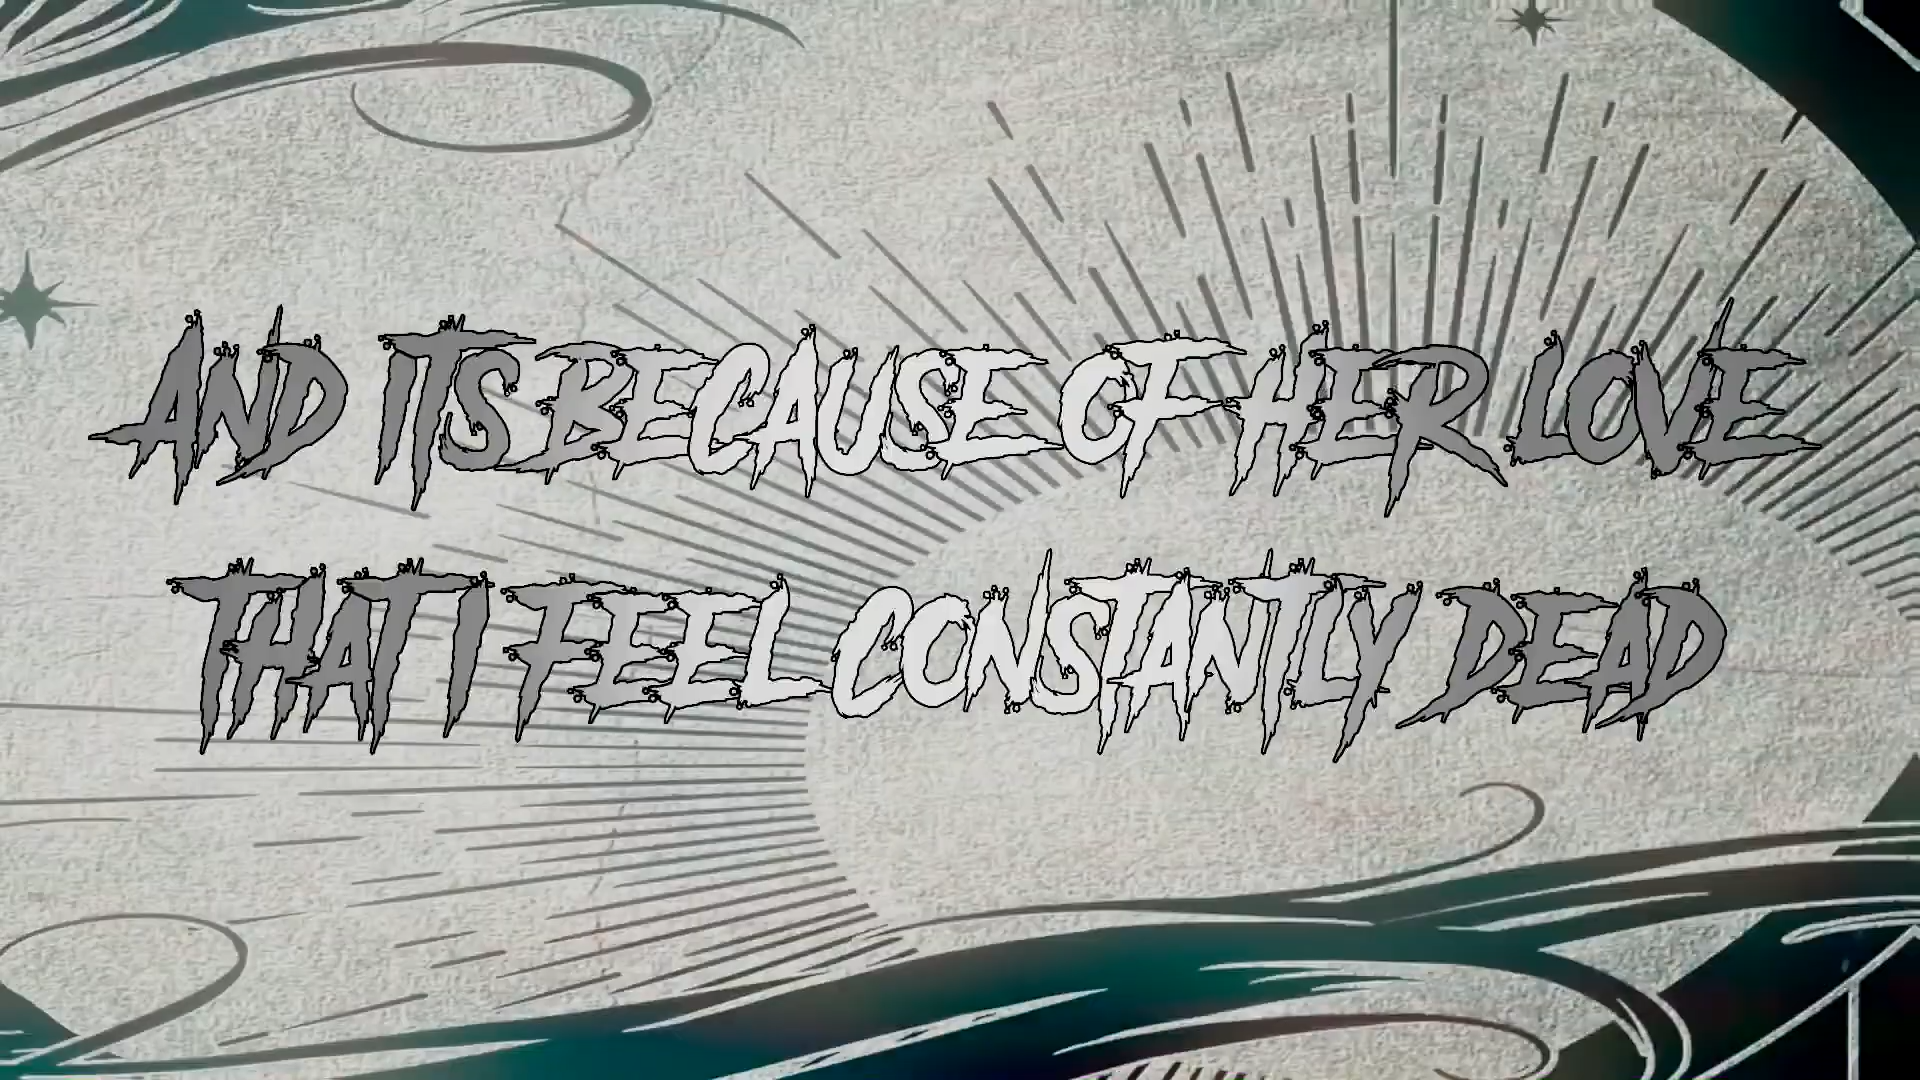 AND ITS BECAUSE OF HER LOVE
THAT I FEEL CONSTANTLY DEAD